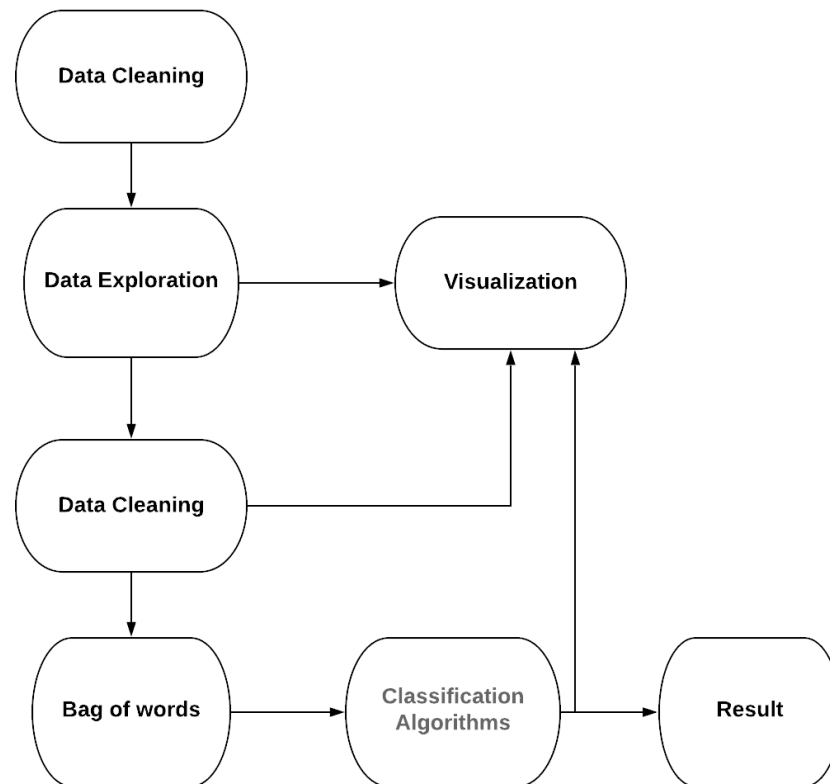 Data Cleaning
Data Exploration
Visualization
Data Cleaning
Bag of words
Classification
Algorithms
Result